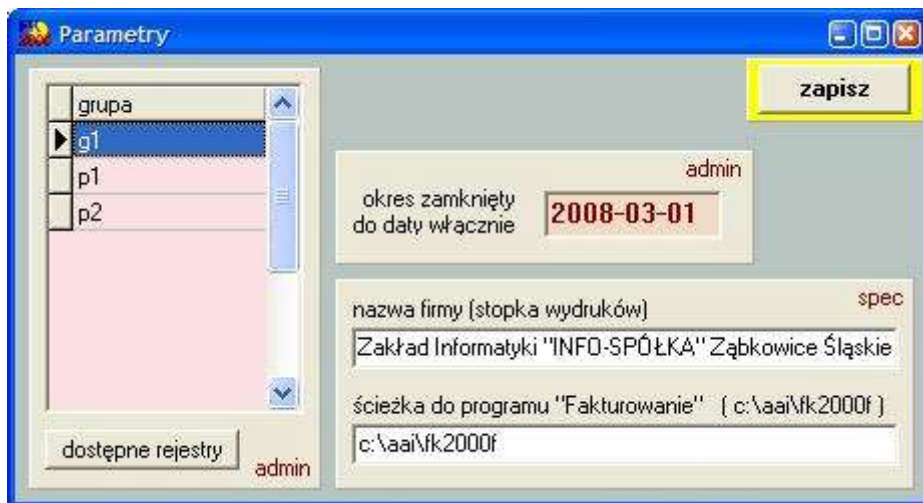 Parametry
zapisz
grupa
g1
p1
p2
dostępne rejestry
admin
admin
okres zamknięty
do daty włącznie
2008-03-01
spec
nazwa firmy (stopka wydruków)
Zakład Informatyki "INFO-SPÓŁKA" Ząbkowice Śląskie
ścieżka do programu "Fakturowanie" ( c:\aai\fk2000f )
c:\aai\fk2000f